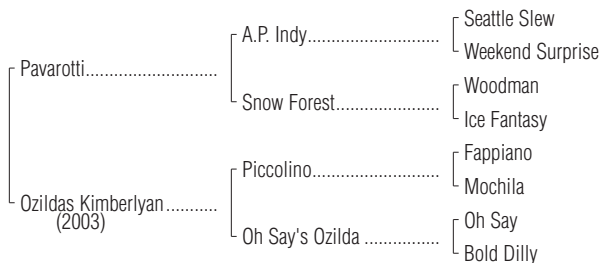 Seattle Slew
A.P. Indy........................................
Weekend Surprise
Pavarotti................................
Woodman
Snow Forest................................
Ice Fantasy
Fappiano
Piccolino.......................................
Mochila
Ozildas Kimberlyan............
(2003)
Oh Say
Oh Say's Ozilda .......................
Bold Dilly